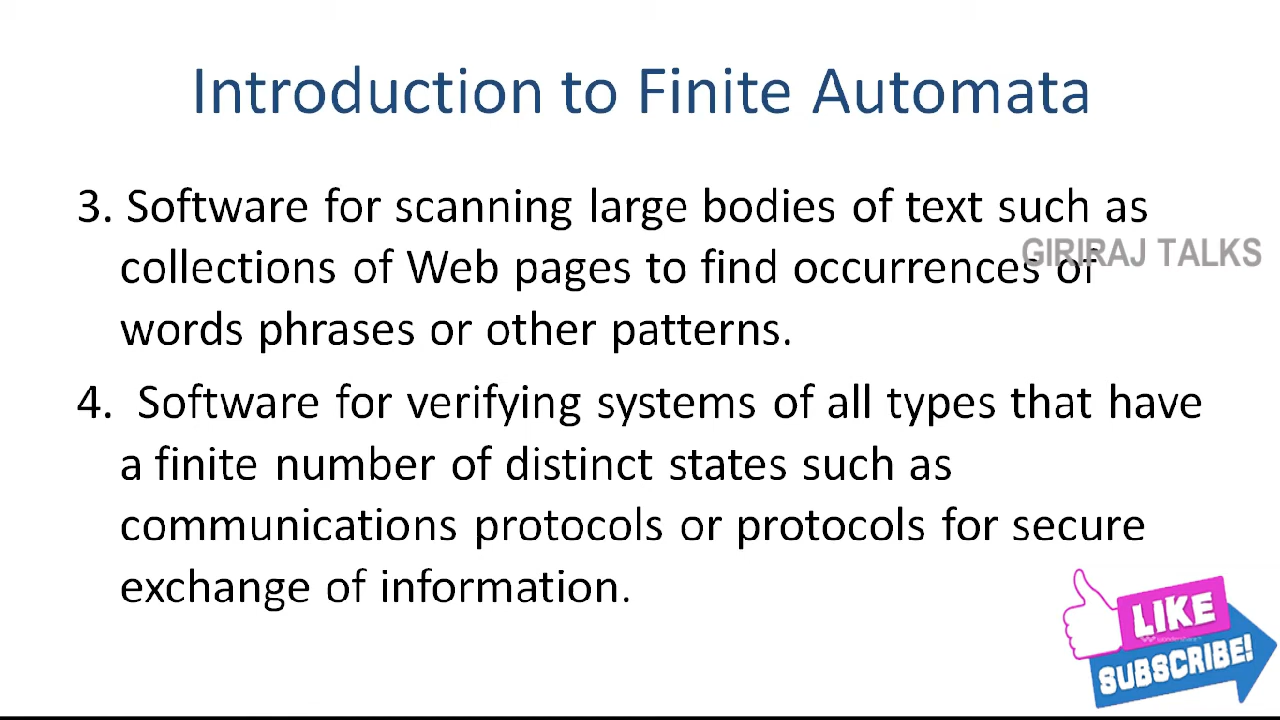 Introduction to Finite Automata
3. Software for scanning large bodies of text such as
GIRIRAJ TALKS
collections of Web pages to find occurrences of
words phrases or other patterns.
4. Software for verifying systems of all types that have
a finite number of distinct states such as
communications protocols or protocols for secure
exchange of information.
LIKE
wondershare
SUBSCRIBE!